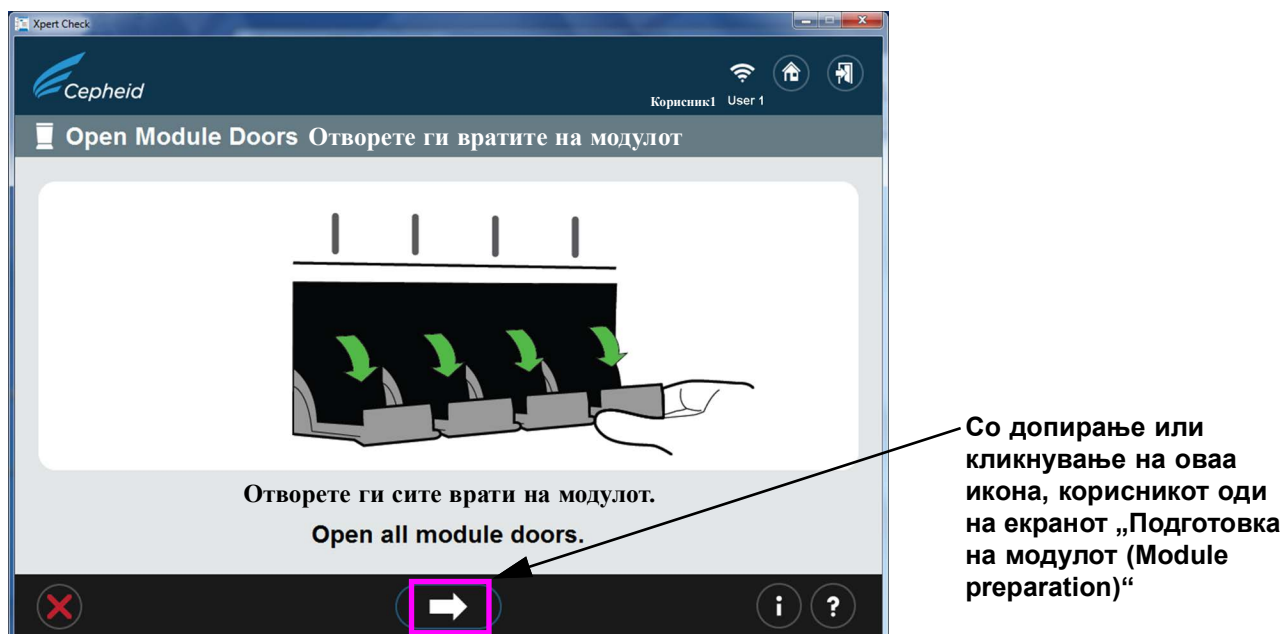 Xpert Check
Cepheid
Корисник1 User 1
Open Module Doors Отворете ги вратите на модулот
Отворете ги сите врати на модулот.
Open all module doors.
Со допирање или
кликнување на оваа
икона, корисникот оди
на екранот „Подготовка
на модулот (Module
preparation)“
i ?